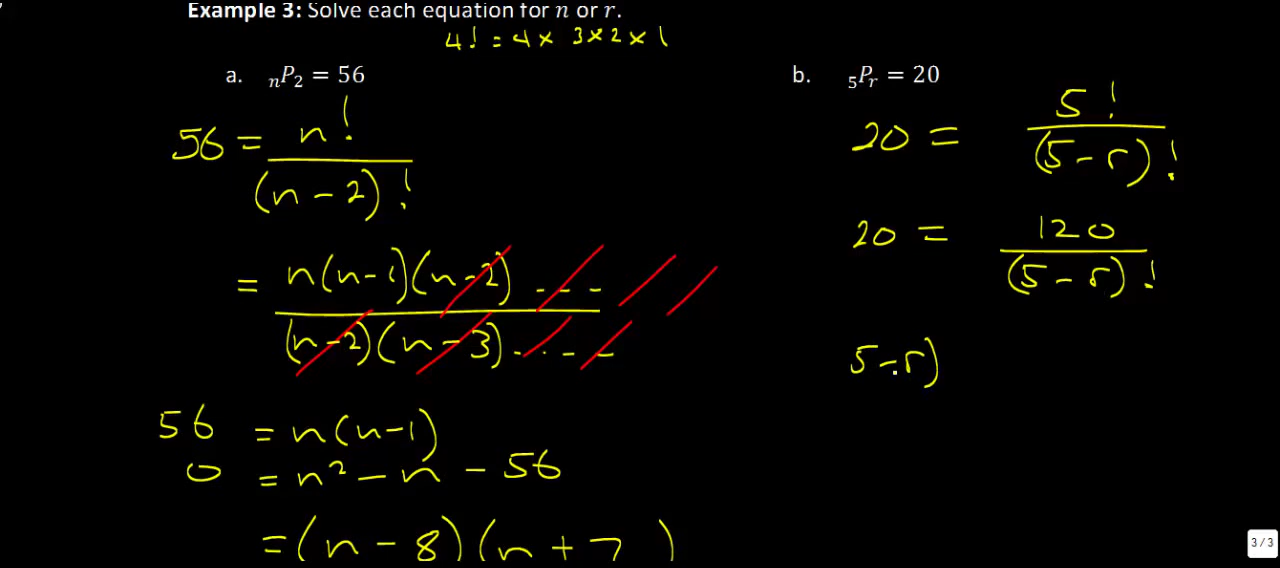 Example 3: Solve each equation for n or r.
4! = 4 × 3 × 2 × 1
a. ₙP₂ = 56
56 = n! / (n - 2)!
= n(n-1)(n-2) - - - / (n-2)(n-3) - . - -
56 = n(n-1)
0 = n² - n - 56
= (n - 8)(n + 7)
b. ₅Pᵣ = 20
20 = 5! / (5 - r)!
20 = 120 / (5 - r)!
5 - r)
3 / 3